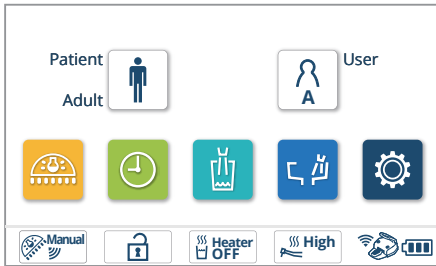 Patient
User
Adult
A
Manual
Heater
OFF
High